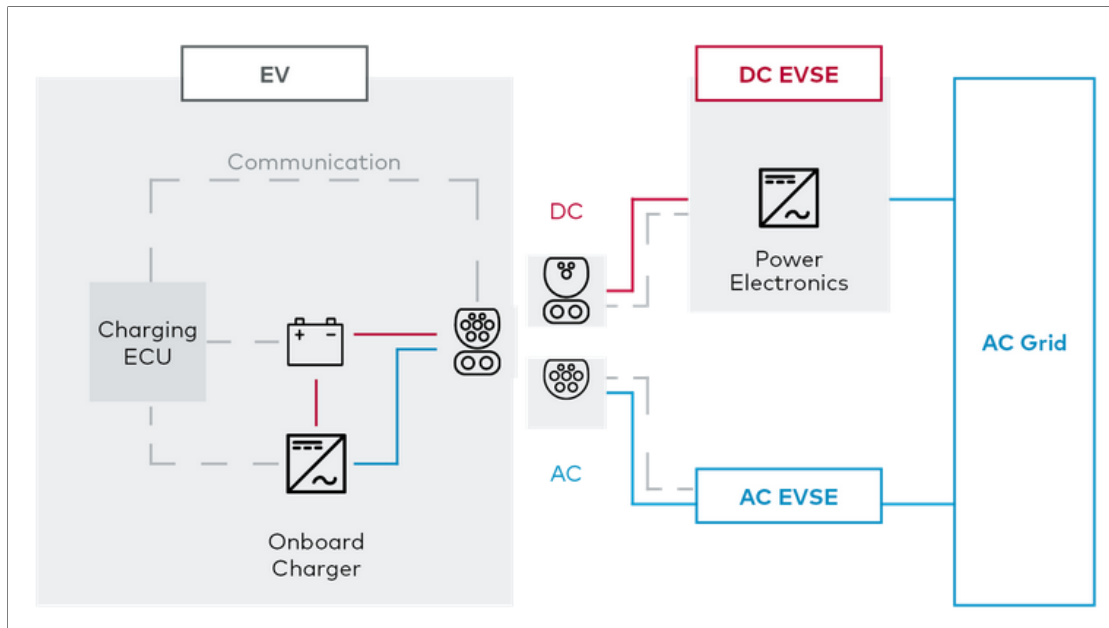 EV
DC EVSE
Communication
DC
Power
Electronics
Charging
ECU
+ −
AC Grid
AC
AC EVSE
Onboard
Charger